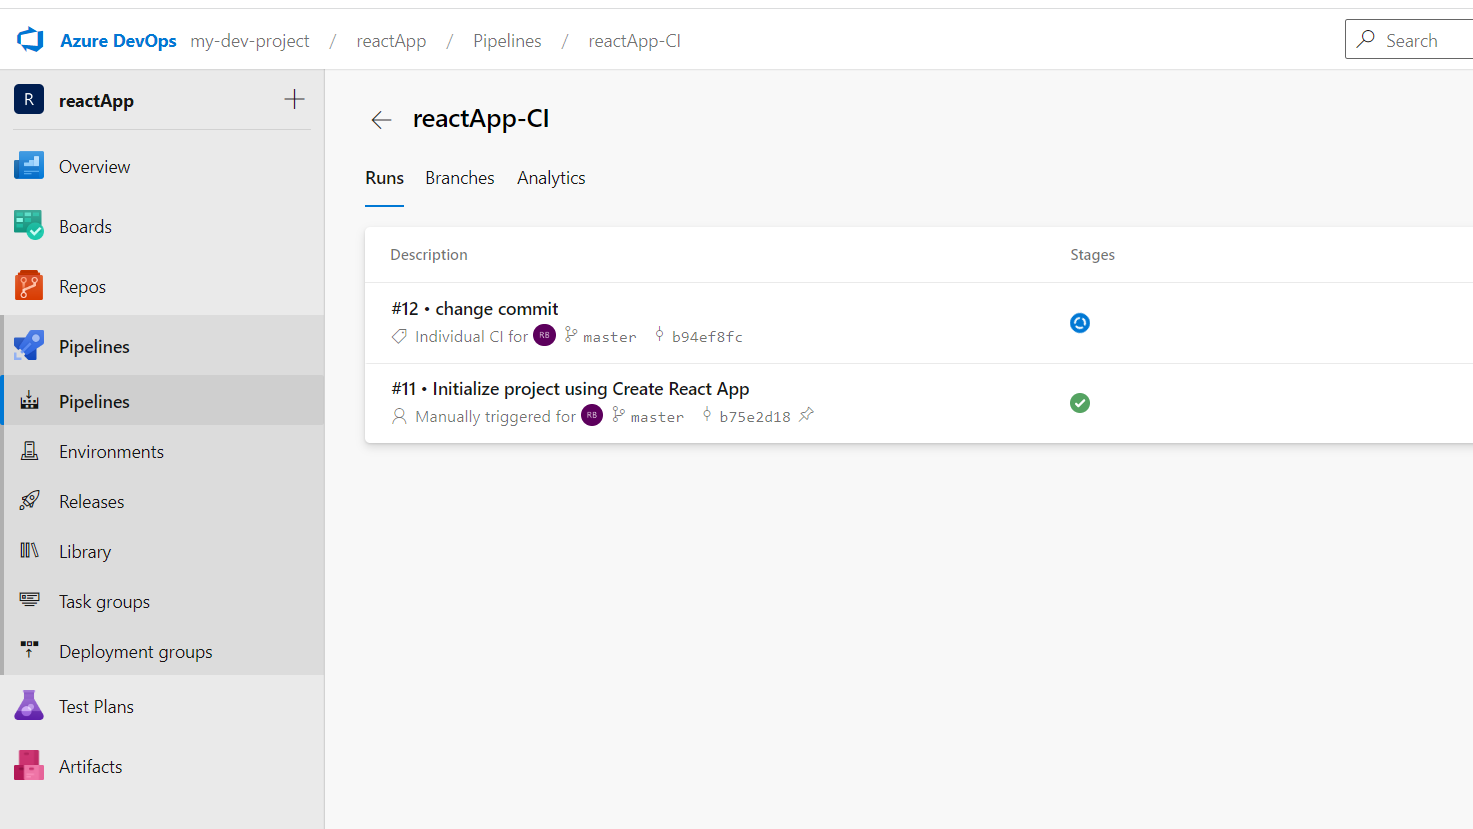 Azure DevOps my-dev-project / reactApp / Pipelines / reactApp-CI Search
R reactApp
Overview
Boards
Repos
Pipelines
Pipelines
Environments
Releases
Library
Task groups
Deployment groups
Test Plans
Artifacts
reactApp-CI
Runs Branches Analytics
Description Stages
#12 • change commit
Individual CI for RB master b94ef8fc
#11 • Initialize project using Create React App
Manually triggered for RB master b75e2d18